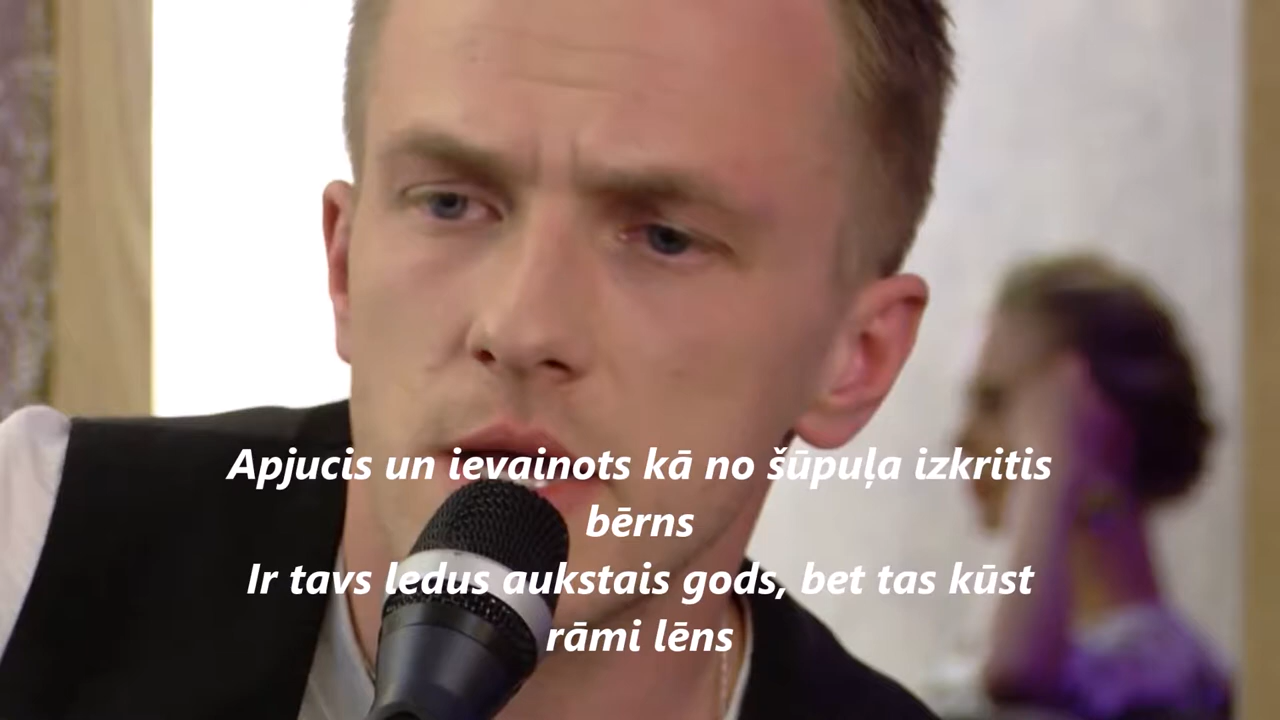 Apjucis un ievainots kā no šūpuļa izkritis
bērns
Ir tavs ledus aukstais gods, bet tas kūst
rāmi lēns